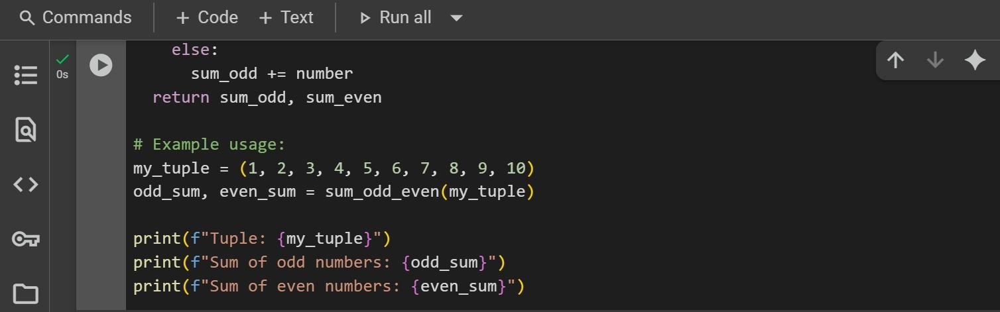 Commands + Code + Text Run all
0s
    else:
      sum_odd += number
  return sum_odd, sum_even

# Example usage:
my_tuple = (1, 2, 3, 4, 5, 6, 7, 8, 9, 10)
odd_sum, even_sum = sum_odd_even(my_tuple)

print(f"Tuple: {my_tuple}")
print(f"Sum of odd numbers: {odd_sum}")
print(f"Sum of even numbers: {even_sum}")